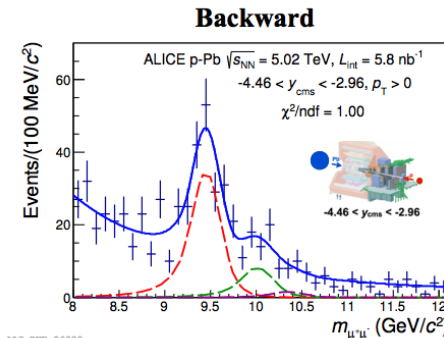 Backward
ALICE p-Pb √sNN = 5.02 TeV, Lint = 5.8 nb⁻¹
-4.46 < ycms < -2.96, pT > 0
χ²/ndf = 1.00
-4.46 < ycms < -2.96
Events/(100 MeV/c²)
60
40
20
0
8 8.5 9 9.5 10 10.5 11 11.5 12
mμ⁺μ⁻ (GeV/c²)